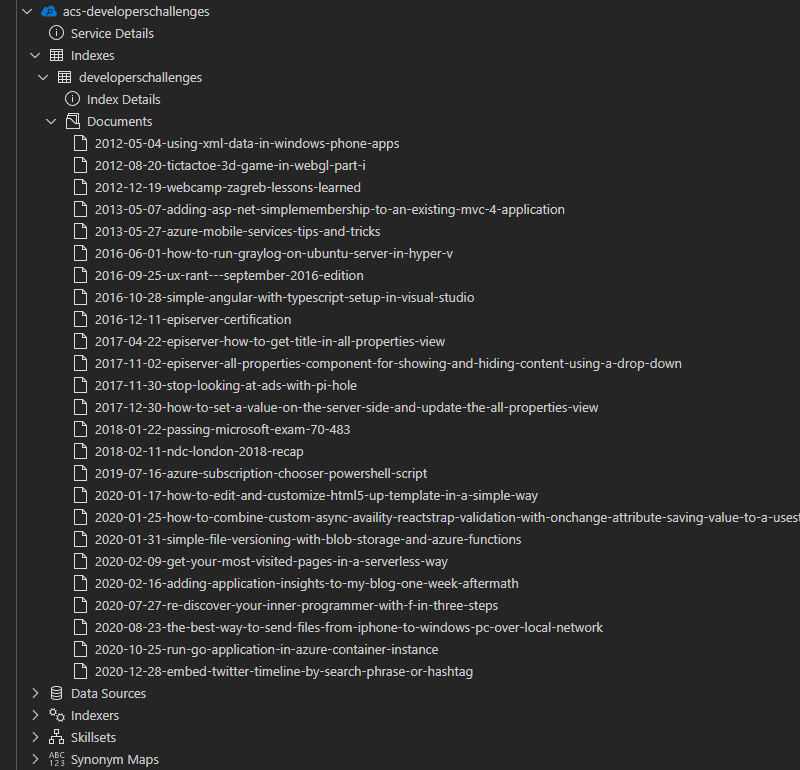 acs-developerschallenges
Service Details
Indexes
developerschallenges
Index Details
Documents
2012-05-04-using-xml-data-in-windows-phone-apps
2012-08-20-tictactoe-3d-game-in-webgl-part-i
2012-12-19-webcamp-zagreb-lessons-learned
2013-05-07-adding-asp-net-simplemembership-to-an-existing-mvc-4-application
2013-05-27-azure-mobile-services-tips-and-tricks
2016-06-01-how-to-run-graylog-on-ubuntu-server-in-hyper-v
2016-09-25-ux-rant---september-2016-edition
2016-10-28-simple-angular-with-typescript-setup-in-visual-studio
2016-12-11-episerver-certification
2017-04-22-episerver-how-to-get-title-in-all-properties-view
2017-11-02-episerver-all-properties-component-for-showing-and-hiding-content-using-a-drop-down
2017-11-30-stop-looking-at-ads-with-pi-hole
2017-12-30-how-to-set-a-value-on-the-server-side-and-update-the-all-properties-view
2018-01-22-passing-microsoft-exam-70-483
2018-02-11-ndc-london-2018-recap
2019-07-16-azure-subscription-chooser-powershell-script
2020-01-17-how-to-edit-and-customize-html5-up-template-in-a-simple-way
2020-01-25-how-to-combine-custom-async-availity-reactstrap-validation-with-onchange-attribute-saving-value-to-a-usest
2020-01-31-simple-file-versioning-with-blob-storage-and-azure-functions
2020-02-09-get-your-most-visited-pages-in-a-serverless-way
2020-02-16-adding-application-insights-to-my-blog-one-week-aftermath
2020-07-27-re-discover-your-inner-programmer-with-f-in-three-steps
2020-08-23-the-best-way-to-send-files-from-iphone-to-windows-pc-over-local-network
2020-10-25-run-go-application-in-azure-container-instance
2020-12-28-embed-twitter-timeline-by-search-phrase-or-hashtag
Data Sources
Indexers
Skillsets
ABC 123 Synonym Maps